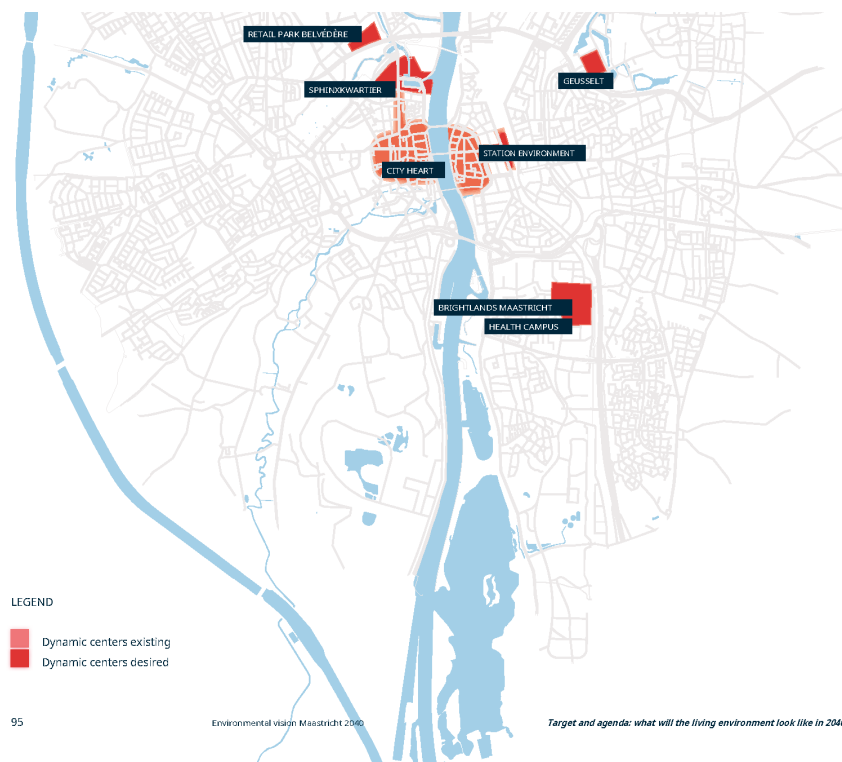 RETAIL PARK BELVÉDÈRE
GEUSSELT
SPHINXKWARTIER
STATION ENVIRONMENT
CITY HEART
BRIGHTLANDS MAASTRICHT
HEALTH CAMPUS
LEGEND
Dynamic centers existing
Dynamic centers desired
95
Environmental vision Maastricht 2040
Target and agenda: what will the living environment look like in 204